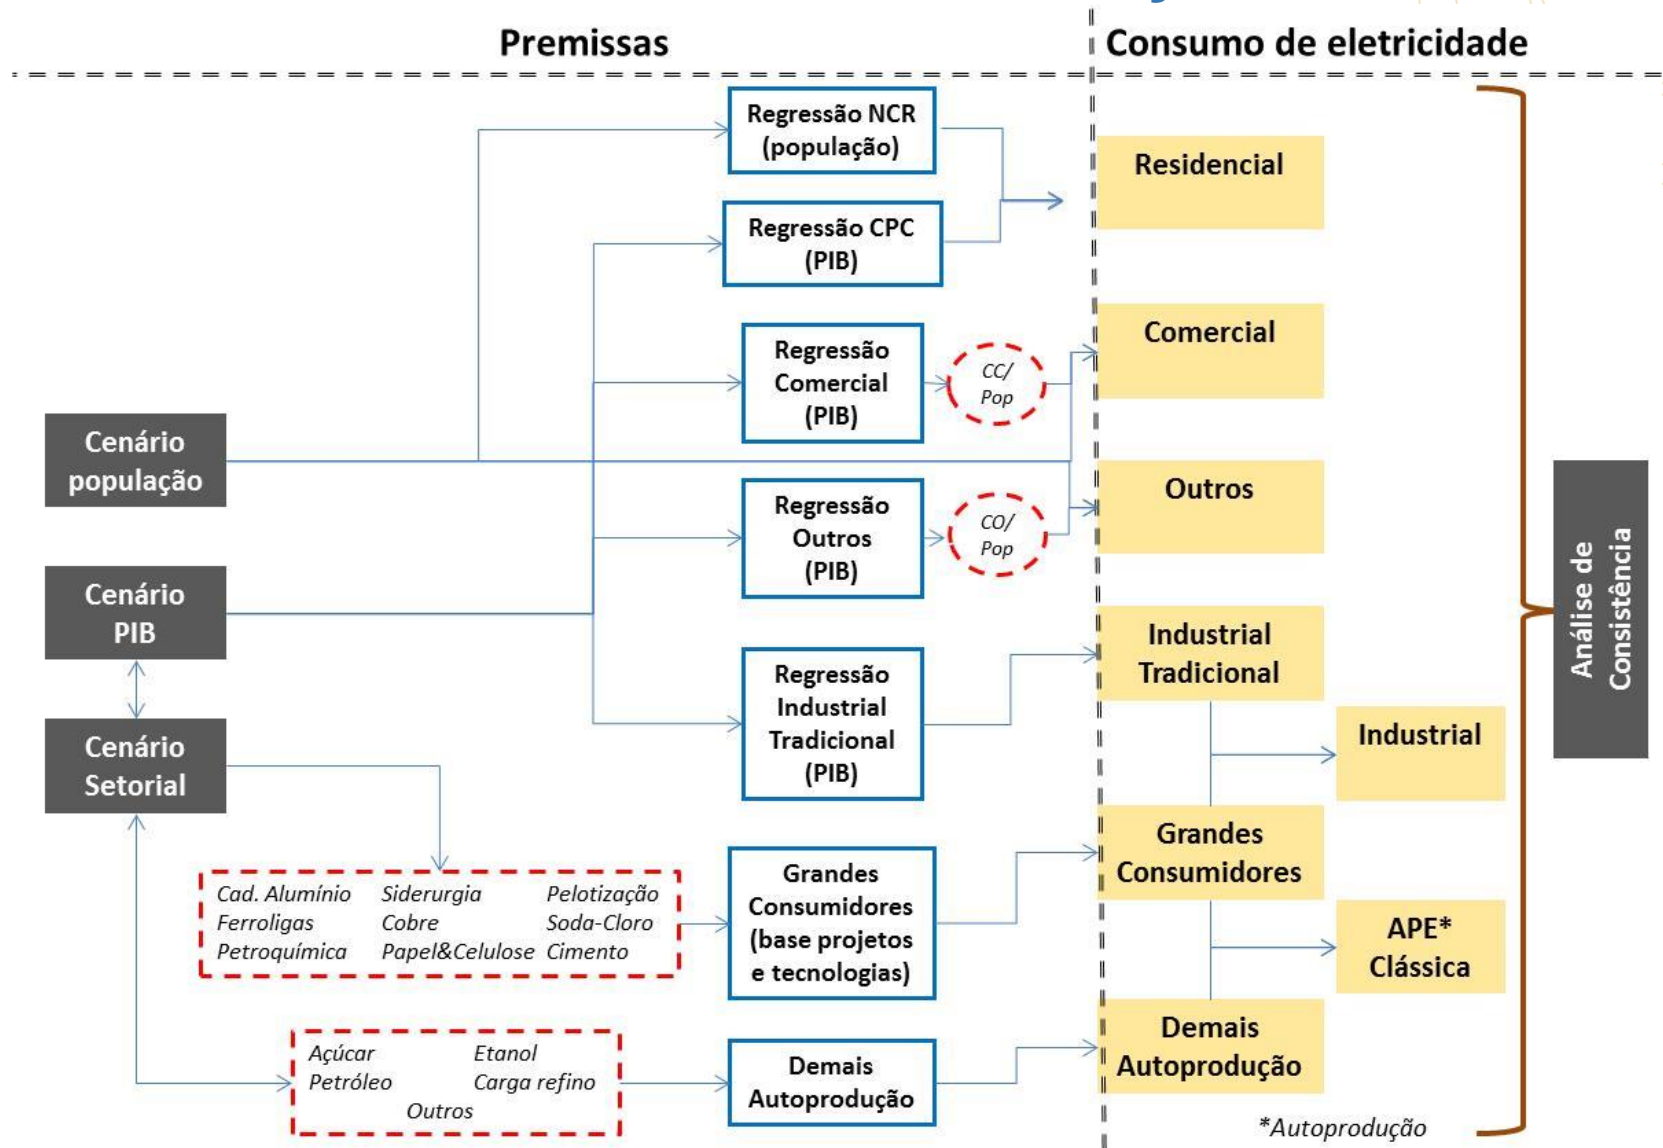 Premissas
Consumo de eletricidade
Regressão NCR
(população)
Residencial
Regressão CPC
(PIB)
Regressão
Comercial
(PIB)
CC/
Pop
Comercial
Cenário
população
Regressão
Outros
(PIB)
CO/
Pop
Outros
Cenário
PIB
Regressão
Industrial
Tradicional
(PIB)
Industrial
Tradicional
Industrial
Análise de
Consistência
Cenário
Setorial
Cad. Alumínio Siderurgia Pelotização
Ferroligas Cobre Soda-Cloro
Petroquímica Papel&Celulose Cimento
Grandes
Consumidores
(base projetos
e tecnologias)
Grandes
Consumidores
APE*
Clássica
Açúcar Etanol
Petróleo Carga refino
Outros
Demais
Autoprodução
Demais
Autoprodução
*Autoprodução